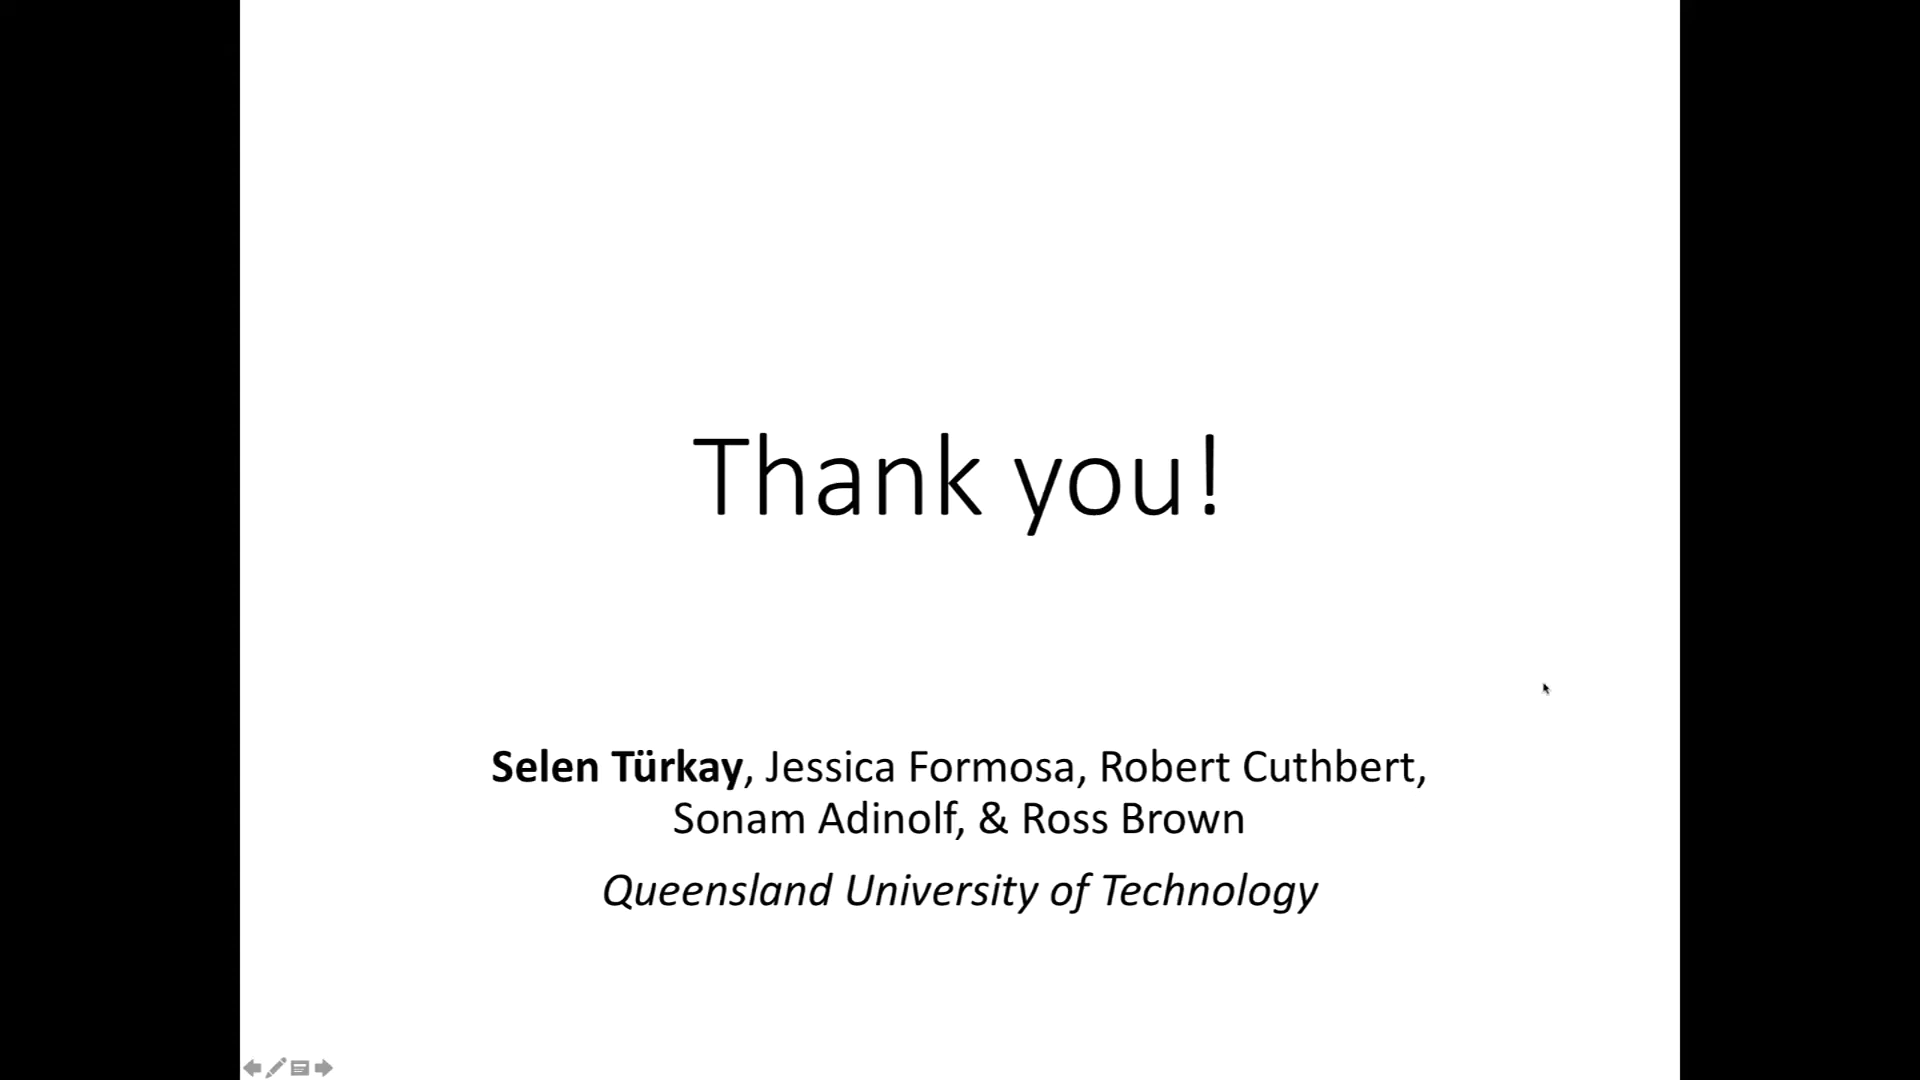 Thank you!
Selen Türkay, Jessica Formosa, Robert Cuthbert,
Sonam Adinolf, & Ross Brown
Queensland University of Technology